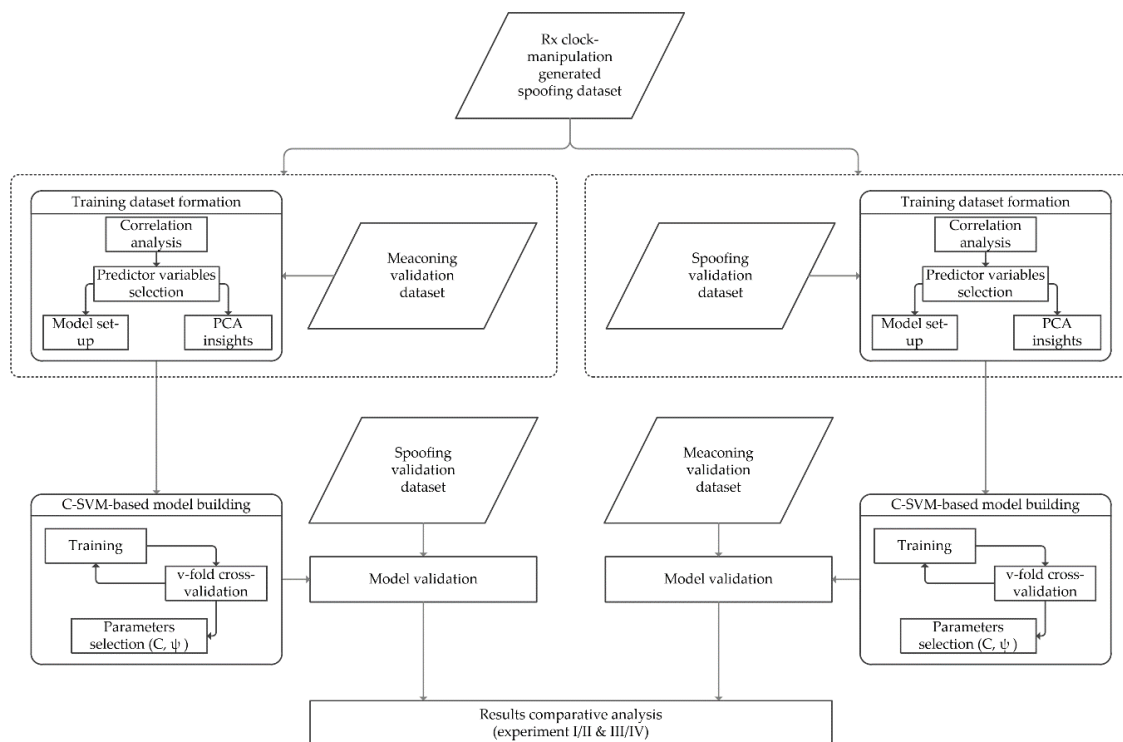 Rx clock-
manipulation
generated
spoofing dataset
Training dataset formation
Correlation
analysis
Predictor variables
selection
Model set-
up
PCA
insights
Meaconing
validation
dataset
Spoofing
validation
dataset
Training dataset formation
Correlation
analysis
Predictor variables
selection
Model set-
up
PCA
insights
C-SVM-based model building
Training
v-fold cross-
validation
Parameters
selection (C, ψ )
Spoofing
validation
dataset
Model validation
Meaconing
validation
dataset
Model validation
C-SVM-based model building
Training
v-fold cross-
validation
Parameters
selection (C, ψ )
Results comparative analysis
(experiment I/II & III/IV)